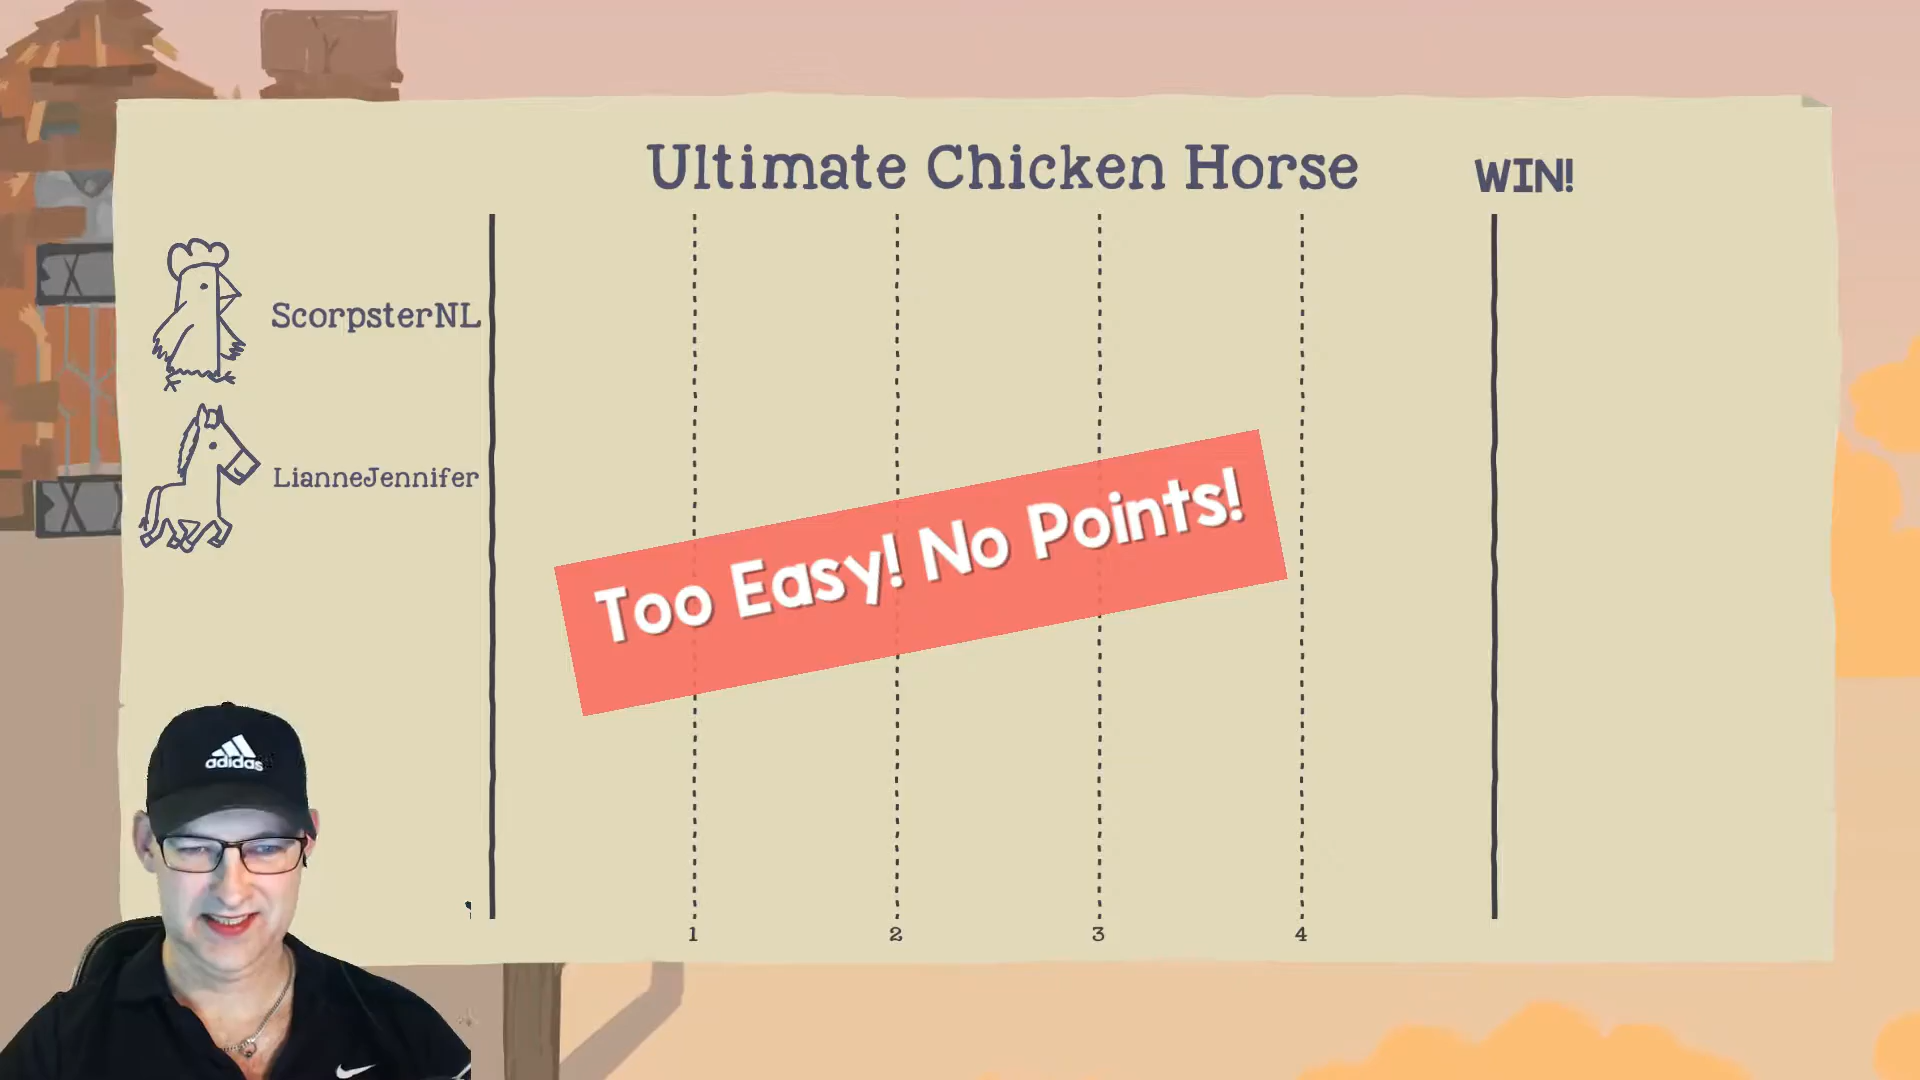 Ultimate Chicken Horse
WIN!
ScorpsterNL
LianneJennifer
Too Easy! No Points!
adidas
1 2 3 4